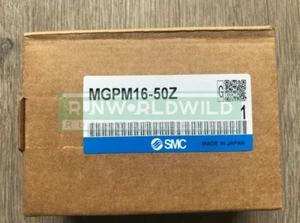 MGPM16-50Z
G
RUNWORLDWILD
1
SMC
MADE IN JAPAN